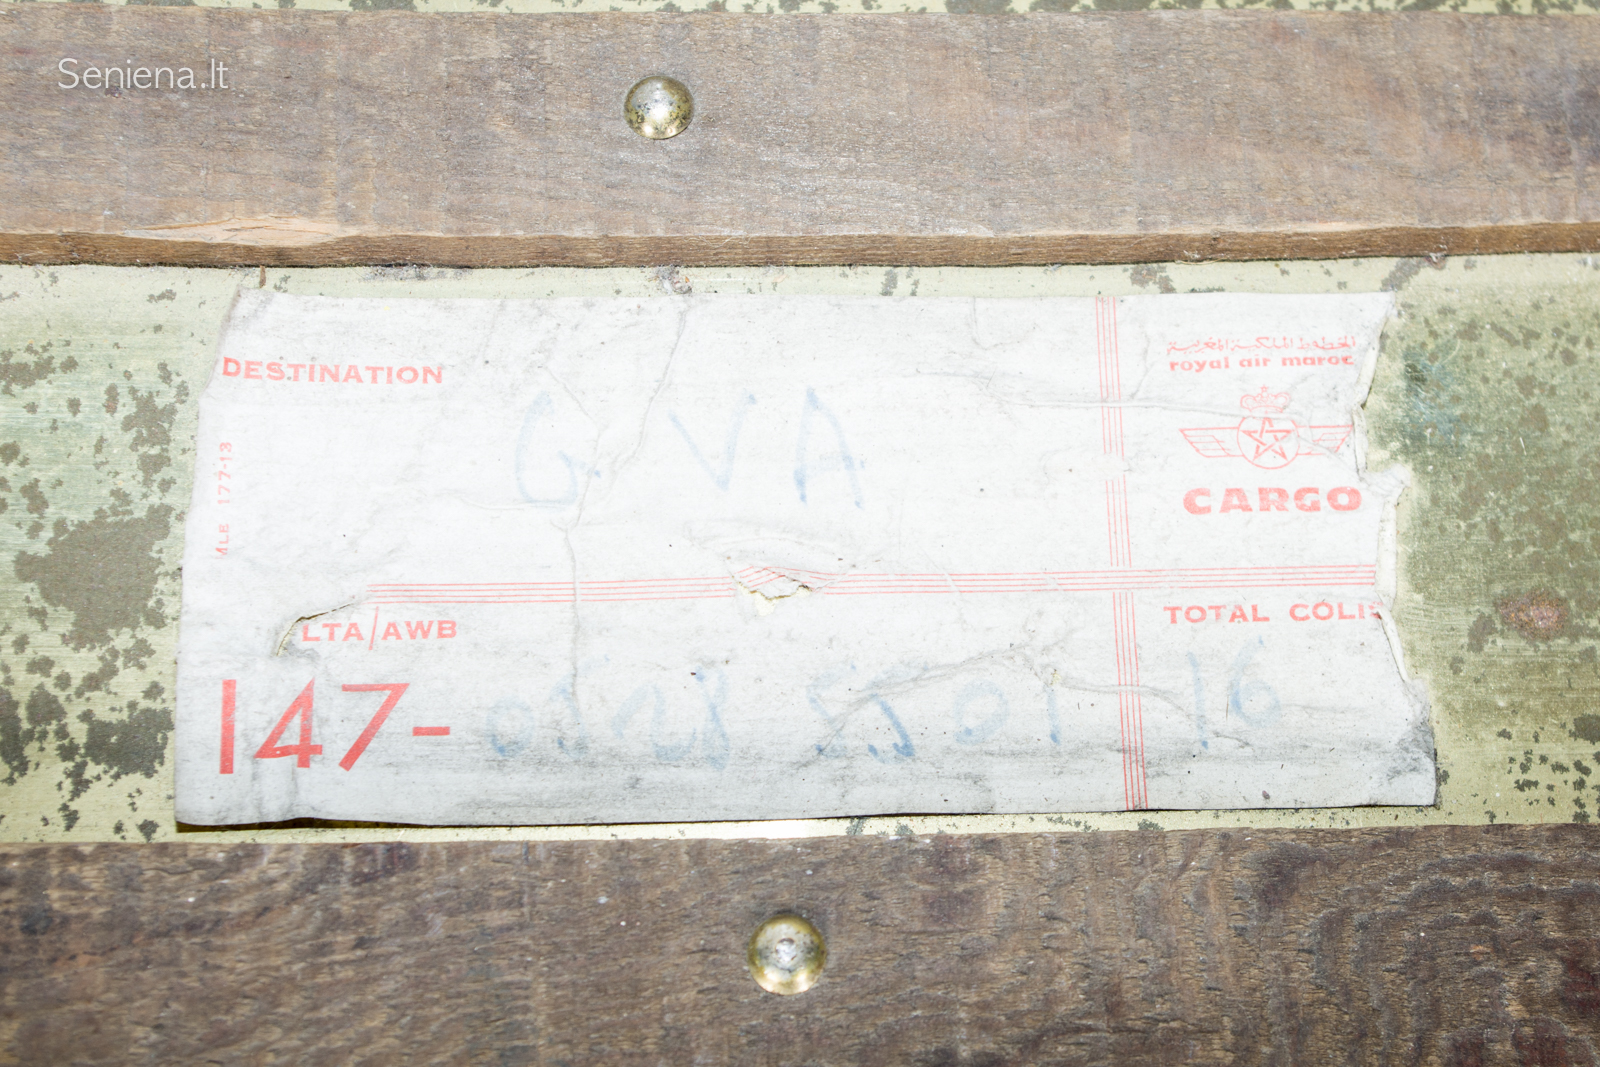 Seniena.lt
DESTINATION
الخطوط الملكية المغربية
royal air maroc
G VA
MLE 177-13
CARGO
LTA/AWB
TOTAL COLIS
147-
16